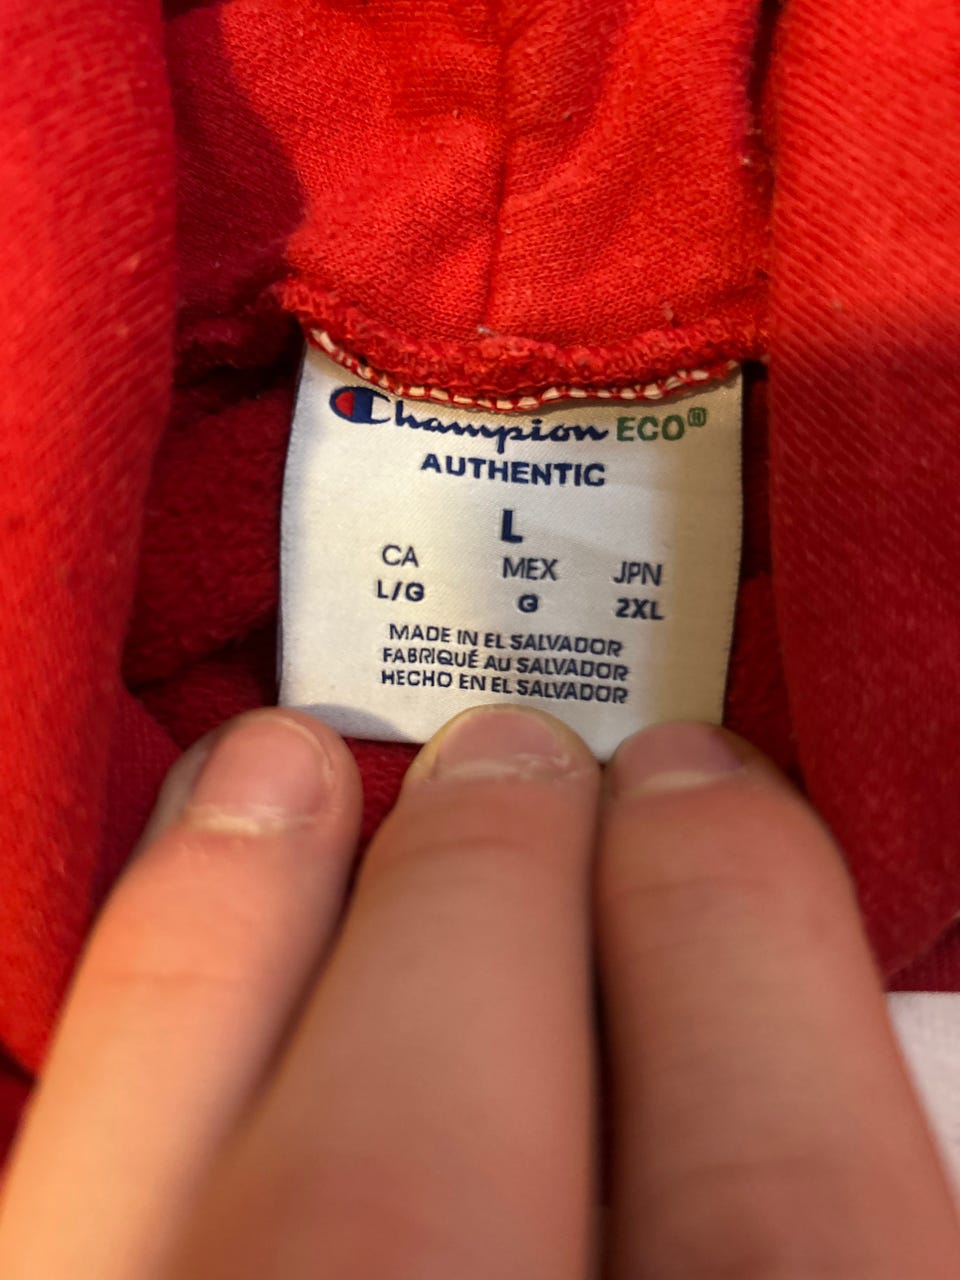 Champion ECO®
AUTHENTIC
L
CA MEX JPN
L/G G 2XL
MADE IN EL SALVADOR
FABRIQUÉ AU SALVADOR
HECHO EN EL SALVADOR